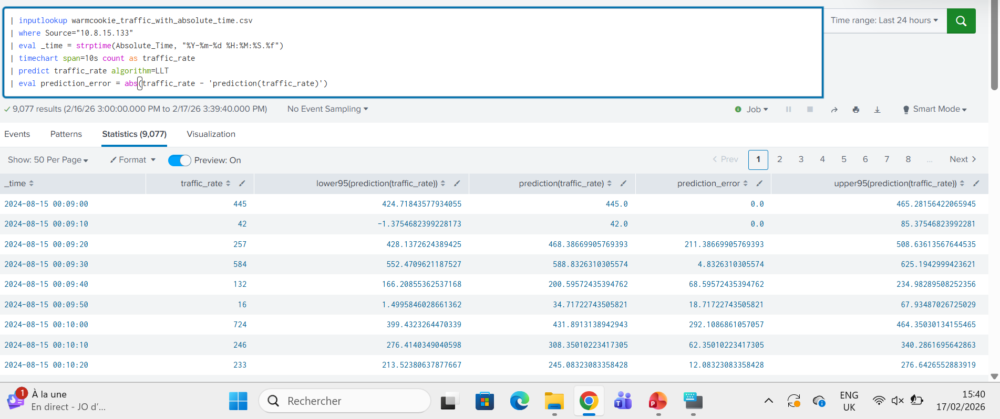 | inputlookup warmcookie_traffic_with_absolute_time.csv
| where Source="10.8.15.133"
| eval _time = strptime(Absolute_Time, "%Y-%m-%d %H:%M:%S.%f")
| timechart span=10s count as traffic_rate
| predict traffic_rate algorithm=LLT
| eval prediction_error = abs(traffic_rate - 'prediction(traffic_rate)')
Time range: Last 24 hours
9,077 results (2/16/26 3:00:00.000 PM to 2/17/26 3:39:40.000 PM) No Event Sampling Job Smart Mode
Events Patterns Statistics (9,077) Visualization
Show: 50 Per Page Format Preview: On < Prev 1 2 3 4 5 6 7 8 ... Next >
_time traffic_rate lower95(prediction(traffic_rate)) prediction(traffic_rate) prediction_error upper95(prediction(traffic_rate))
2024-08-15 00:09:00 445 424.71843577934055 445.0 0.0 465.28156422065945
2024-08-15 00:09:10 42 -1.3754682399228173 42.0 0.0 85.37546823992281
2024-08-15 00:09:20 257 428.1372624389425 468.38669905769393 211.38669905769393 508.63613567644535
2024-08-15 00:09:30 584 552.4709621187527 588.8326310305574 4.8326310305574 625.1942999423621
2024-08-15 00:09:40 132 166.20855362537168 200.59572435394762 68.59572435394762 234.98289508252356
2024-08-15 00:09:50 16 1.4995846028661362 34.71722743505821 18.71722743505821 67.93487026725029
2024-08-15 00:10:00 724 399.4323264470339 431.8913138942943 292.1086861057057 464.35030134155465
2024-08-15 00:10:10 246 276.4140349040598 308.35010223417305 62.35010223417305 340.2861695642863
2024-08-15 00:10:20 233 213.52380637877667 245.08323083358428 12.08323083358428 276.6426552883919
1 À la une
En direct - JO d'...
Rechercher
T
P
ENG
UK
15:40
17/02/2026